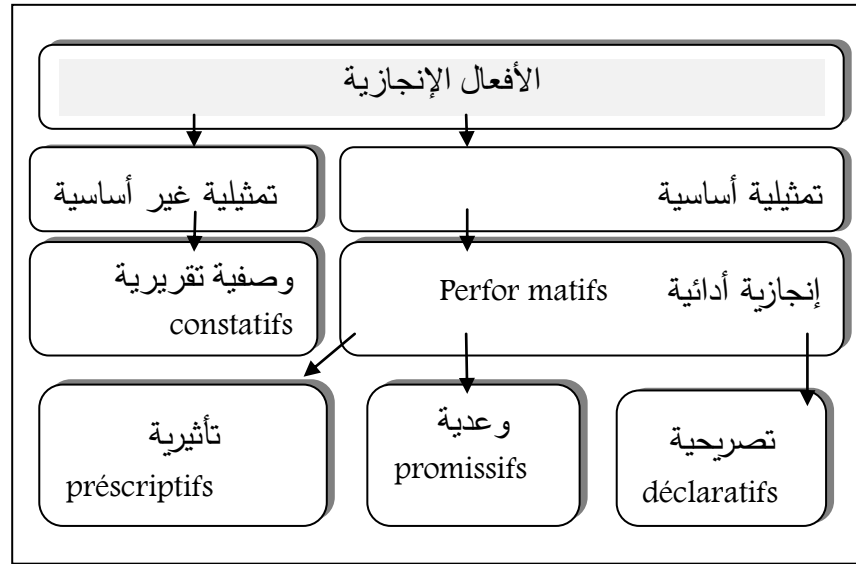 الأفعال الإنجازية
تمثيلية أساسية
تمثيلية غير أساسية
إنجازية أدائية Perfor matifs
وصفية تقريرية
constatifs
تصريحية
déclaratifs
وعدية
promissifs
تأثيرية
préscriptifs